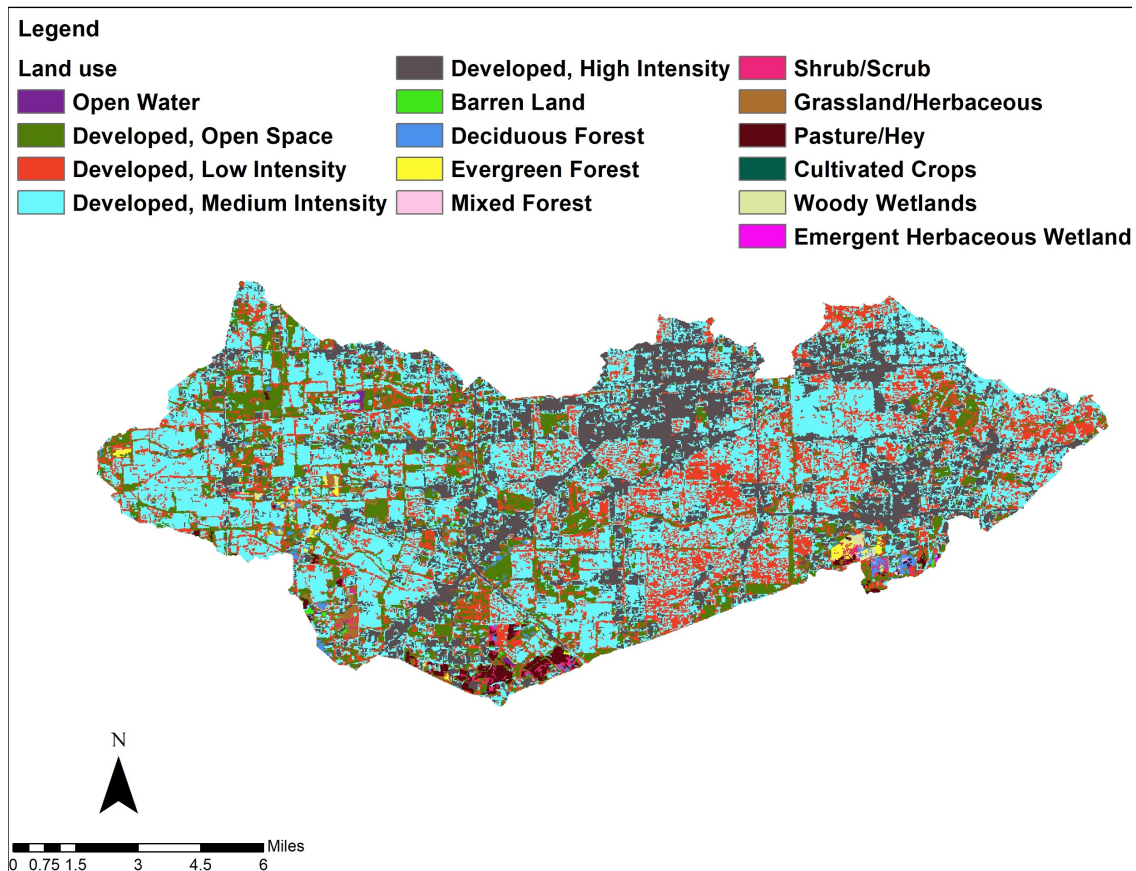 Legend
Land use
Open Water
Developed, Open Space
Developed, Low Intensity
Developed, Medium Intensity
Developed, High Intensity
Barren Land
Deciduous Forest
Evergreen Forest
Mixed Forest
Shrub/Scrub
Grassland/Herbaceous
Pasture/Hey
Cultivated Crops
Woody Wetlands
Emergent Herbaceous Wetland
N
Miles
0 0.75 1.5 3 4.5 6